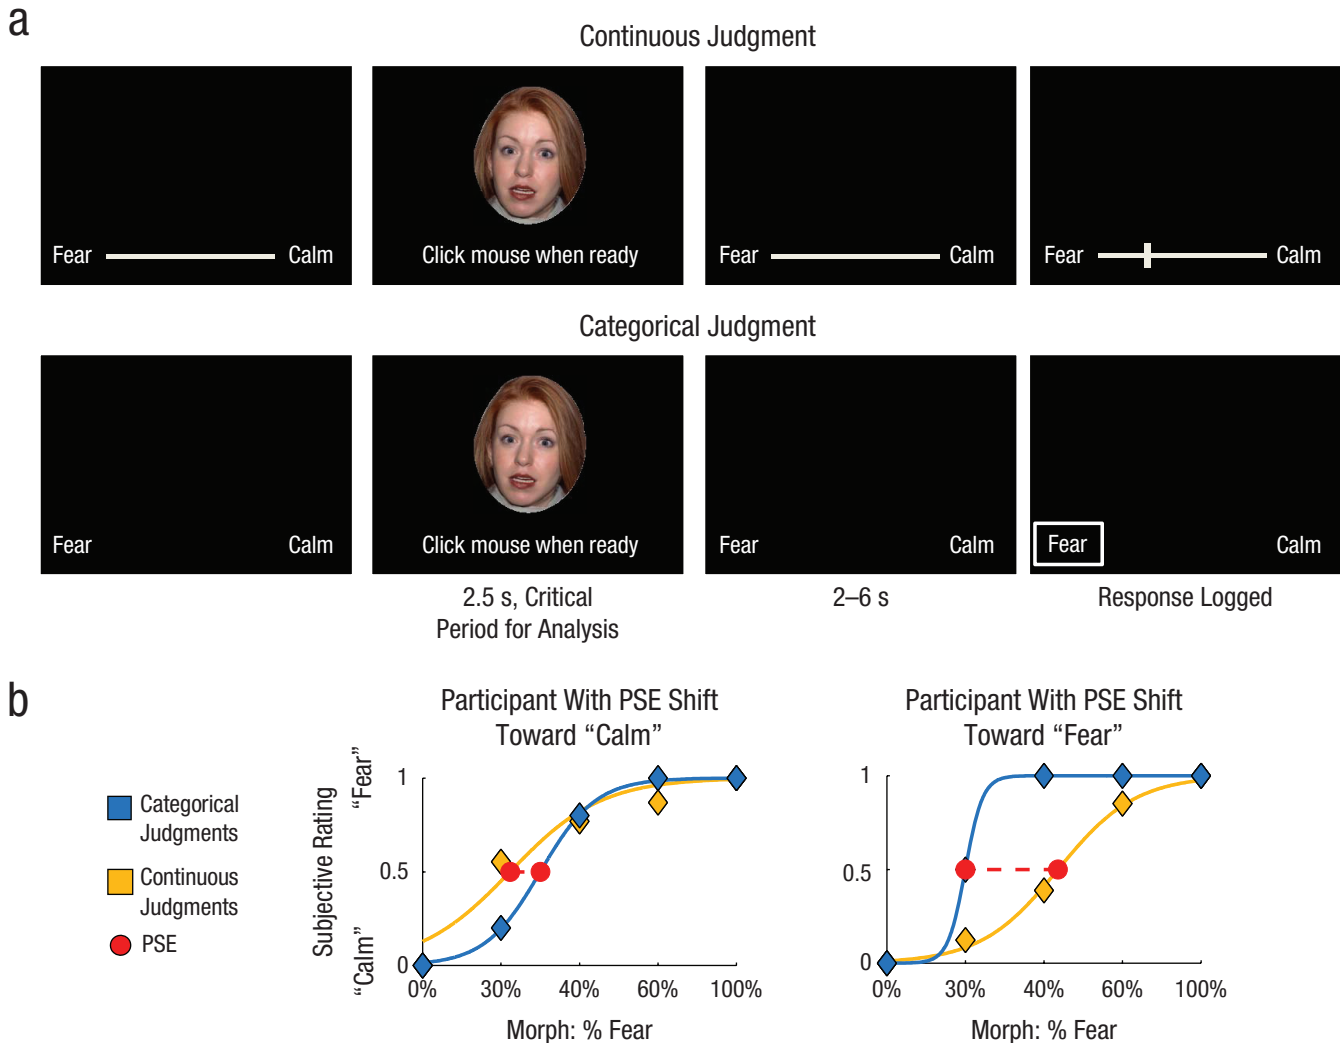 a
Continuous Judgment
Fear Calm
Click mouse when ready
Fear Calm
Fear Calm
Categorical Judgment
Fear Calm
Click mouse when ready
Fear Calm
Fear Calm
2.5 s, Critical
Period for Analysis
2–6 s
Response Logged
b
Categorical
Judgments
Continuous
Judgments
PSE
Participant With PSE Shift
Toward “Calm”
Subjective Rating
“Calm” “Fear”
1
0.5
0
0% 30% 40% 60% 100%
Morph: % Fear
Participant With PSE Shift
Toward “Fear”
1
0.5
0
0% 30% 40% 60% 100%
Morph: % Fear